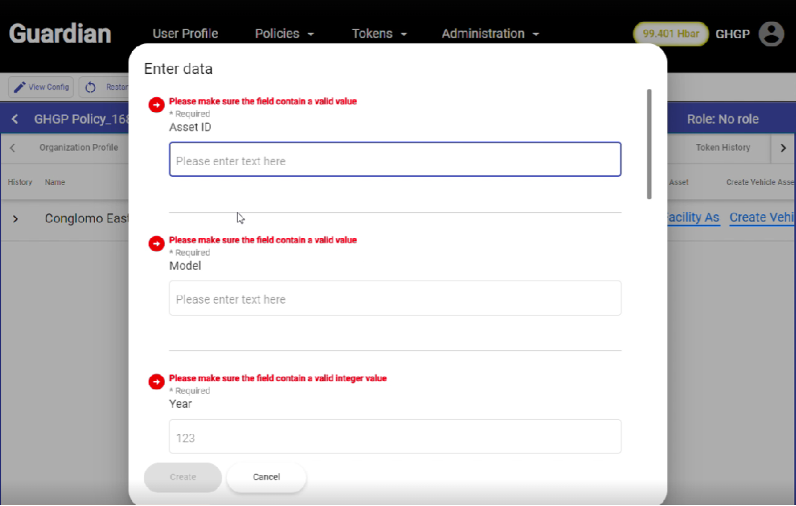 Guardian
User Profile
Policies
Tokens
Administration
99.401 Hbar
GHGP
View Config
Restar
GHGP Policy_168
Role: No role
Organization Profile
Token History
History
Name
Asset
Create Vehicle Asse
Conglomo East
acility As
Create Vehi
Enter data
Please make sure the field contain a valid value
* Required
Asset ID
Please enter text here
Please make sure the field contain a valid value
* Required
Model
Please enter text here
Please make sure the field contain a valid integer value
* Required
Year
123
Create
Cancel